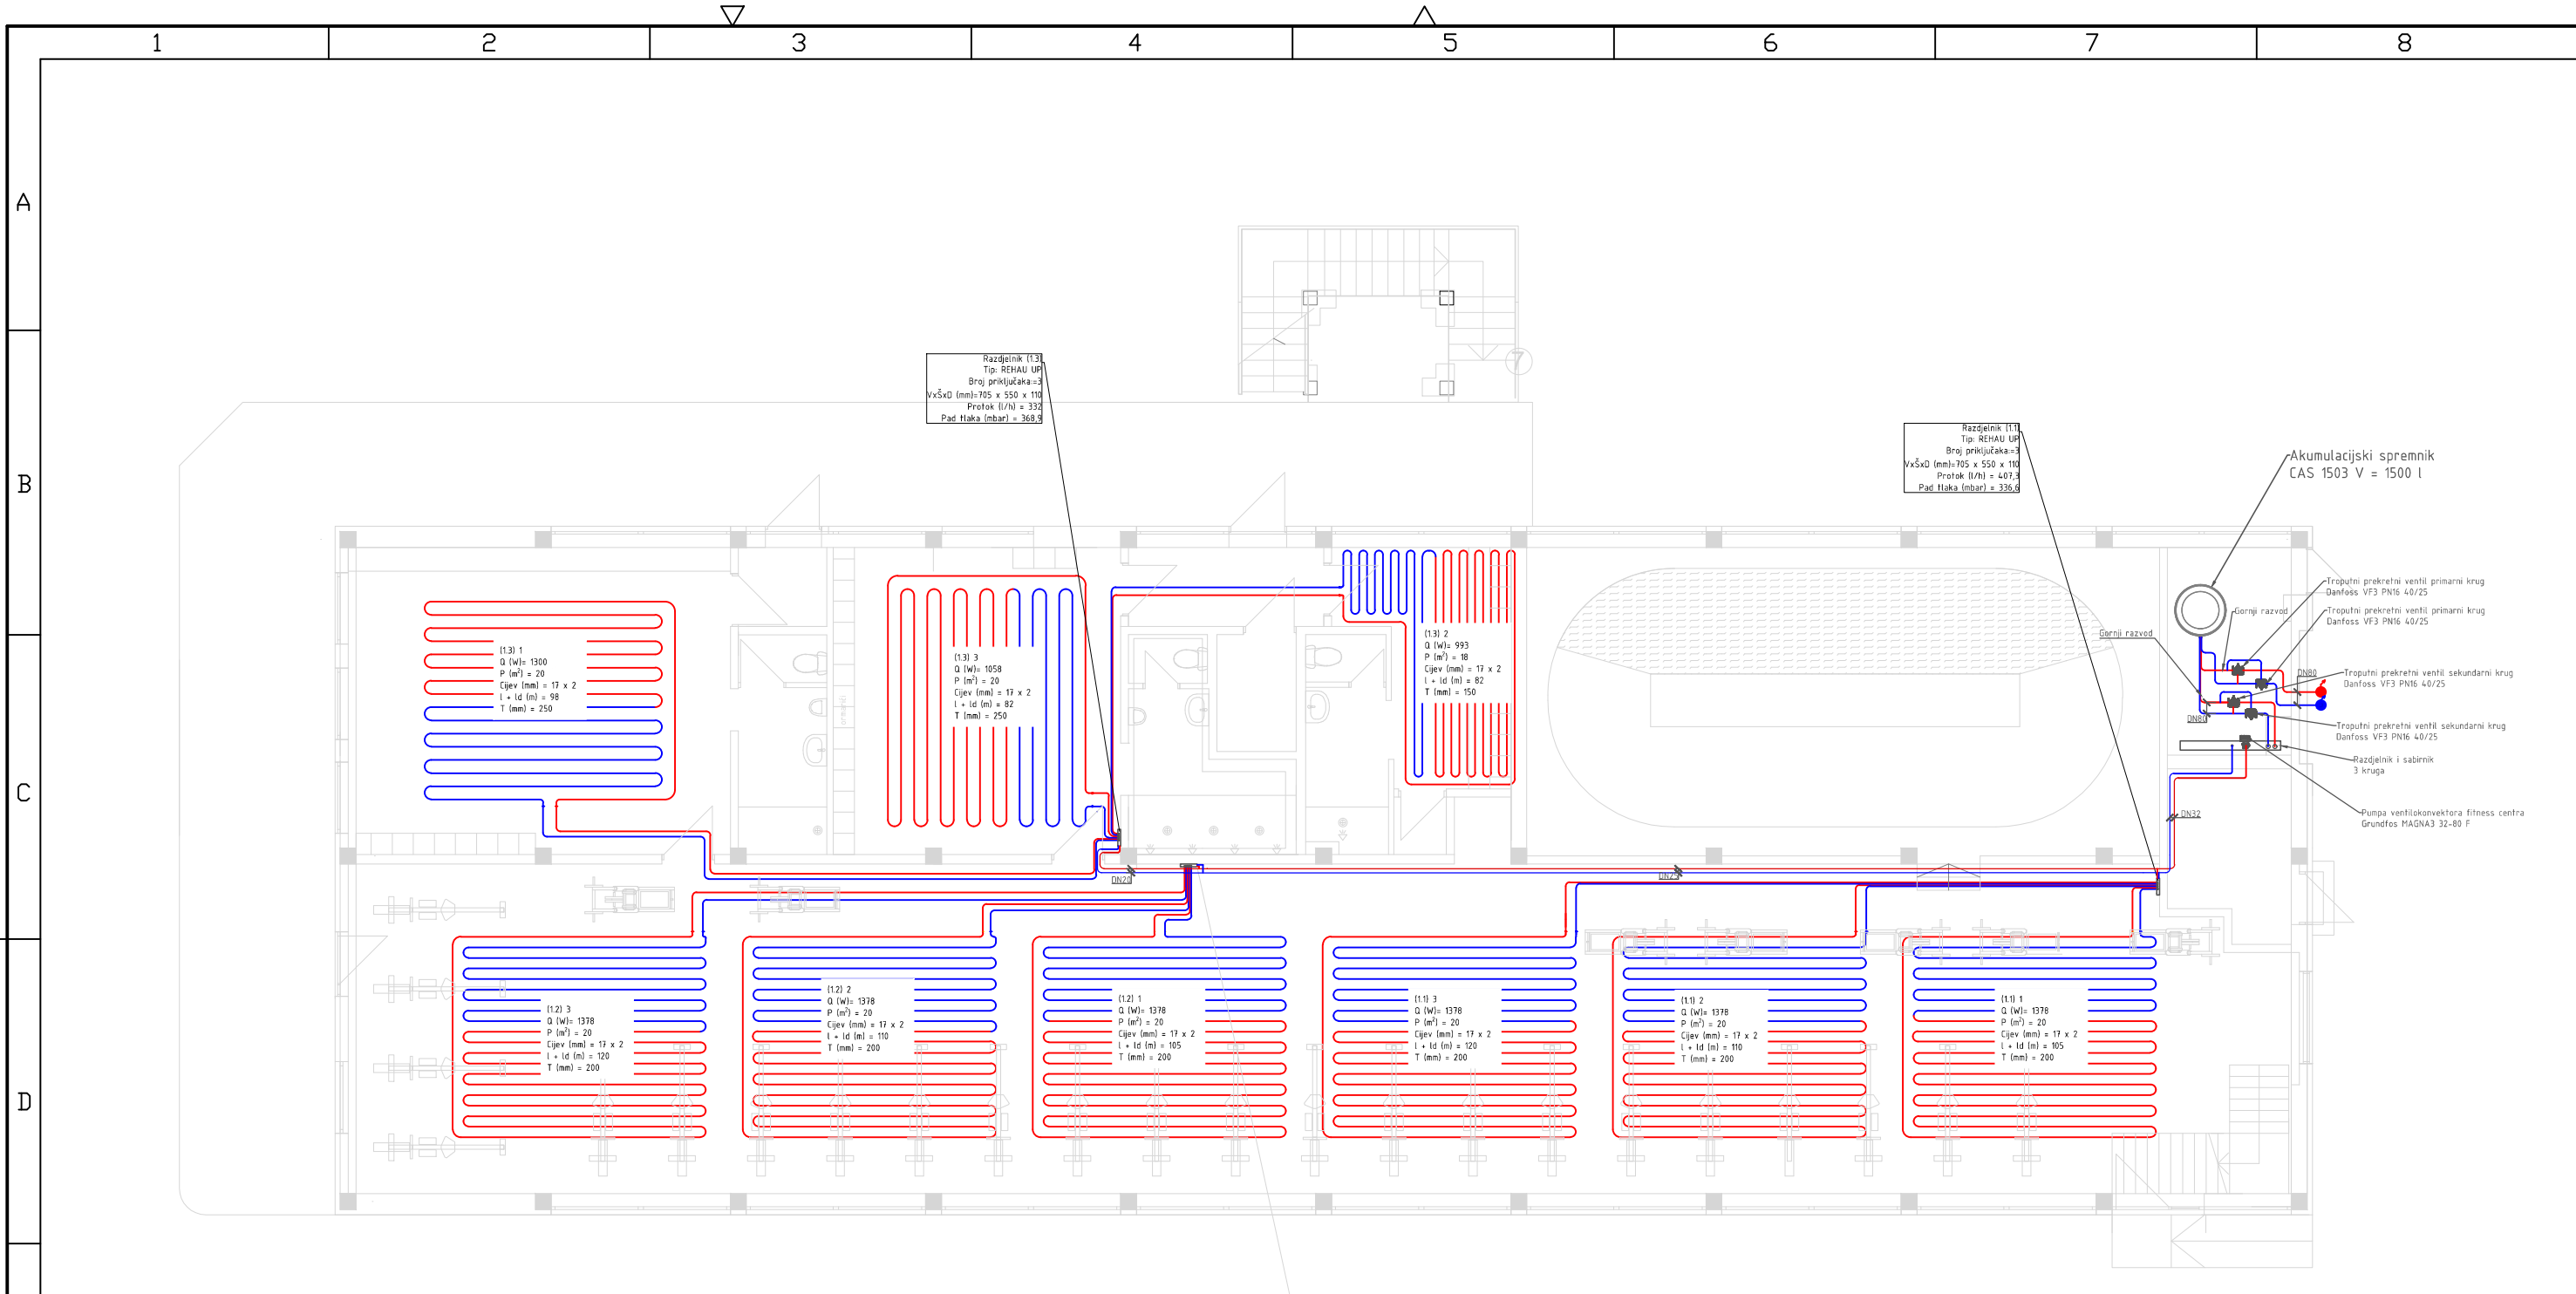 1
2
3
4
5
6
7
8
A
B
C
D
7
Razdjelnik (1.3)
Tip: REHAU UP
Broj priključaka:=3
VxŠxD (mm)=705 x 550 x 110
Protok (l/h) = 332
Pad tlaka (mbar) = 368,9
Razdjelnik (1.1)
Tip: REHAU UP
Broj priključaka:=3
VxŠxD (mm)=705 x 550 x 110
Protok (l/h) = 407,3
Pad tlaka (mbar) = 336,6
Akumulacijski spremnik
CAS 1503 V = 1500 l
Troputni prekretni ventil primarni krug
Danfoss VF3 PN16 40/25
Gornji razvod
Troputni prekretni ventil primarni krug
Danfoss VF3 PN16 40/25
Gornji razvod
DN80
Troputni prekretni ventil sekundarni krug
Danfoss VF3 PN16 40/25
DN80
Troputni prekretni ventil sekundarni krug
Danfoss VF3 PN16 40/25
Razdjelnik i sabirnik
3 kruga
Pumpa ventilokonvektora fitness centra
Grundfos MAGNA3 32-80 F
DN32
DN20
DN25
(1.3) 1
Q (W)= 1300
P (m²) = 20
Cijev (mm) = 17 x 2
l + ld (m) = 98
T (mm) = 250
(1.3) 3
Q (W)= 1058
P (m²) = 20
Cijev (mm) = 17 x 2
l + ld (m) = 82
T (mm) = 250
(1.3) 2
Q (W)= 993
P (m²) = 18
Cijev (mm) = 17 x 2
l + ld (m) = 82
T (mm) = 150
(1.2) 3
Q (W)= 1378
P (m²) = 20
Cijev (mm) = 17 x 2
l + ld (m) = 120
T (mm) = 200
(1.2) 2
Q (W)= 1378
P (m²) = 20
Cijev (mm) = 17 x 2
l + ld (m) = 110
T (mm) = 200
(1.2) 1
Q (W)= 1378
P (m²) = 20
Cijev (mm) = 17 x 2
l + ld (m) = 105
T (mm) = 200
(1.1) 3
Q (W)= 1378
P (m²) = 20
Cijev (mm) = 17 x 2
l + ld (m) = 120
T (mm) = 200
(1.1) 2
Q (W)= 1378
P (m²) = 20
Cijev (mm) = 17 x 2
l + ld (m) = 110
T (mm) = 200
(1.1) 1
Q (W)= 1378
P (m²) = 20
Cijev (mm) = 17 x 2
l + ld (m) = 105
T (mm) = 200